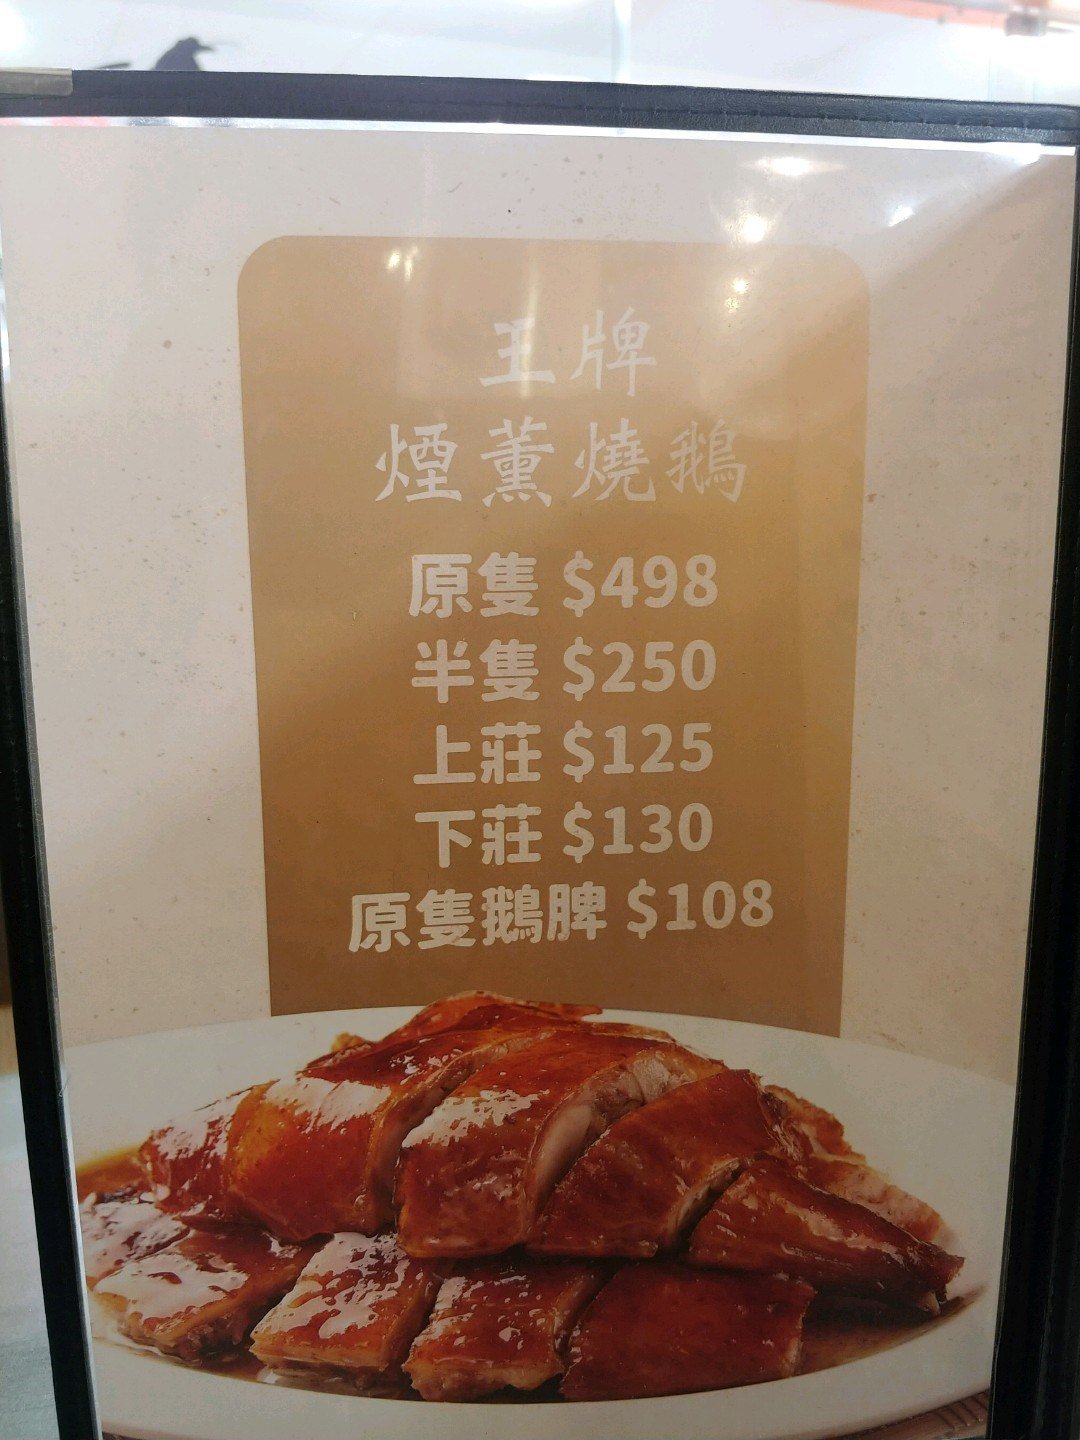 王牌
煙薰燒鵝
原隻 $498
半隻 $250
上莊 $125
下莊 $130
原隻鵝髀 $108